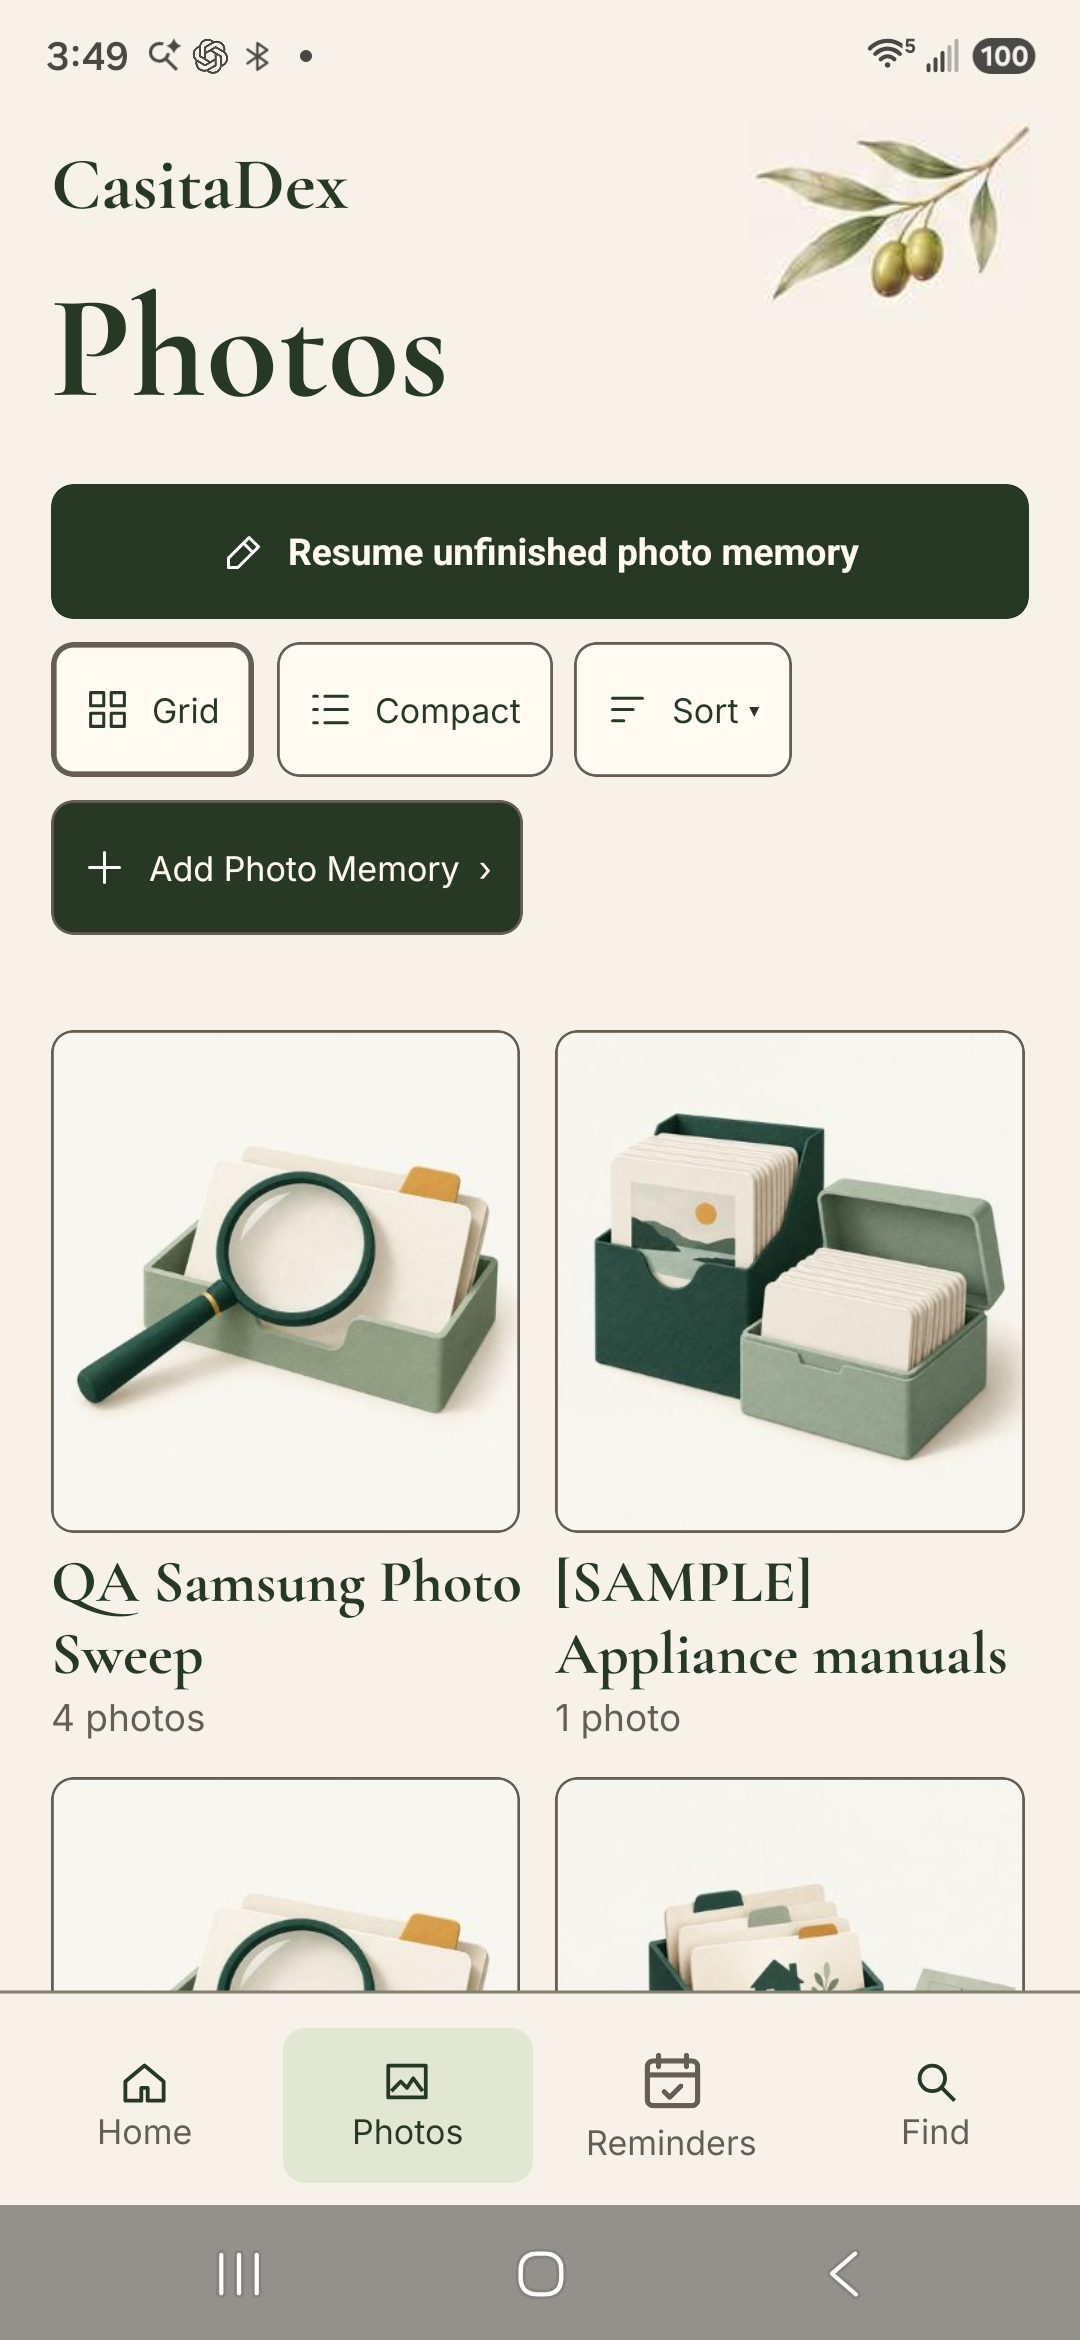 3:49
5
100
CasitaDex
Photos
Resume unfinished photo memory
Grid
Compact
Sort ▾
+ Add Photo Memory ›
QA Samsung Photo
Sweep
4 photos
[SAMPLE]
Appliance manuals
1 photo
Home
Photos
Reminders
Find